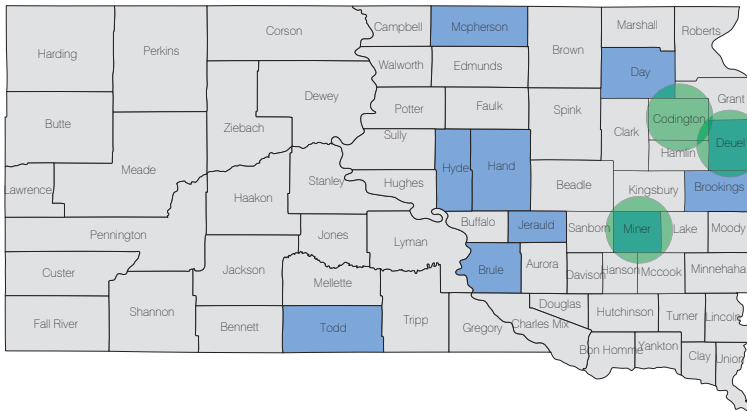 Harding
Perkins
Corson
Campbell
Mcpherson
Brown
Marshall
Roberts
Walworth
Edmunds
Day
Dewey
Potter
Faulk
Spink
Grant
Butte
Ziebach
Codington
Sully
Clark
Deuel
Hamlin
Meade
Stanley
Hughes
Hyde
Hand
Beadle
Kingsbury
Brookings
Lawrence
Haakon
Buffalo
Jerauld
Sanborn
Miner
Lake
Moody
Pennington
Jones
Lyman
Custer
Jackson
Mellette
Brule
Aurora
Davison
Hanson
Mccook
Minnehaha
Fall River
Shannon
Bennett
Todd
Tripp
Gregory
Charles Mix
Douglas
Hutchinson
Turner
Lincoln
Bon Homme
Yankton
Clay
Union